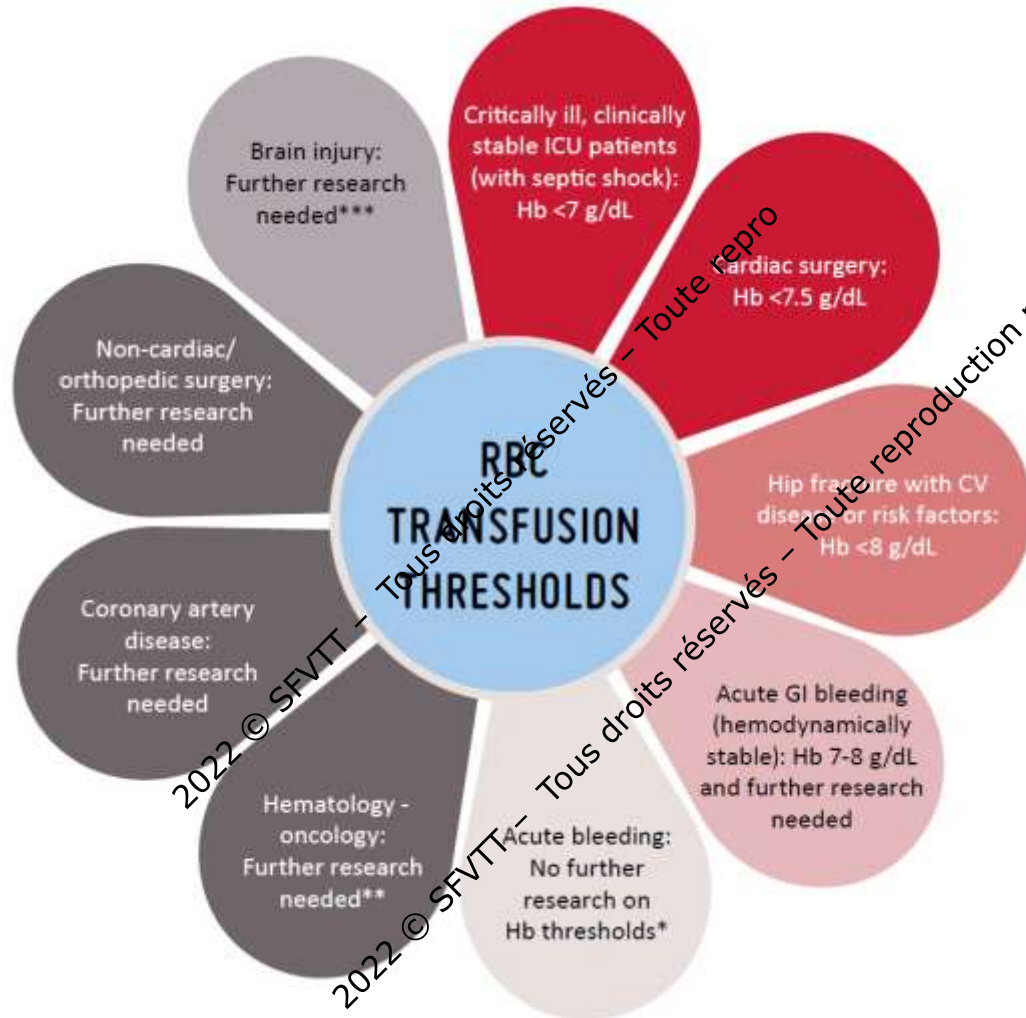 RBC
TRANSFUSION
THRESHOLDS
Critically ill, clinically
stable ICU patients
(with septic shock):
Hb <7 g/dL
Cardiac surgery:
Hb <7.5 g/dL
Hip fracture with CV
disease or risk factors:
Hb <8 g/dL
Acute GI bleeding
(hemodynamically
stable): Hb 7-8 g/dL
and further research
needed
Acute bleeding:
No further
research on
Hb thresholds*
Hematology -
oncology:
Further research
needed**
Coronary artery
disease:
Further research
needed
Non-cardiac/
orthopedic surgery:
Further research
needed
Brain injury:
Further research
needed***
2022 © SFVTT – Tous droits réservés – Toute repro
2022 © SFVTT – Tous droits réservés – Toute reproduction